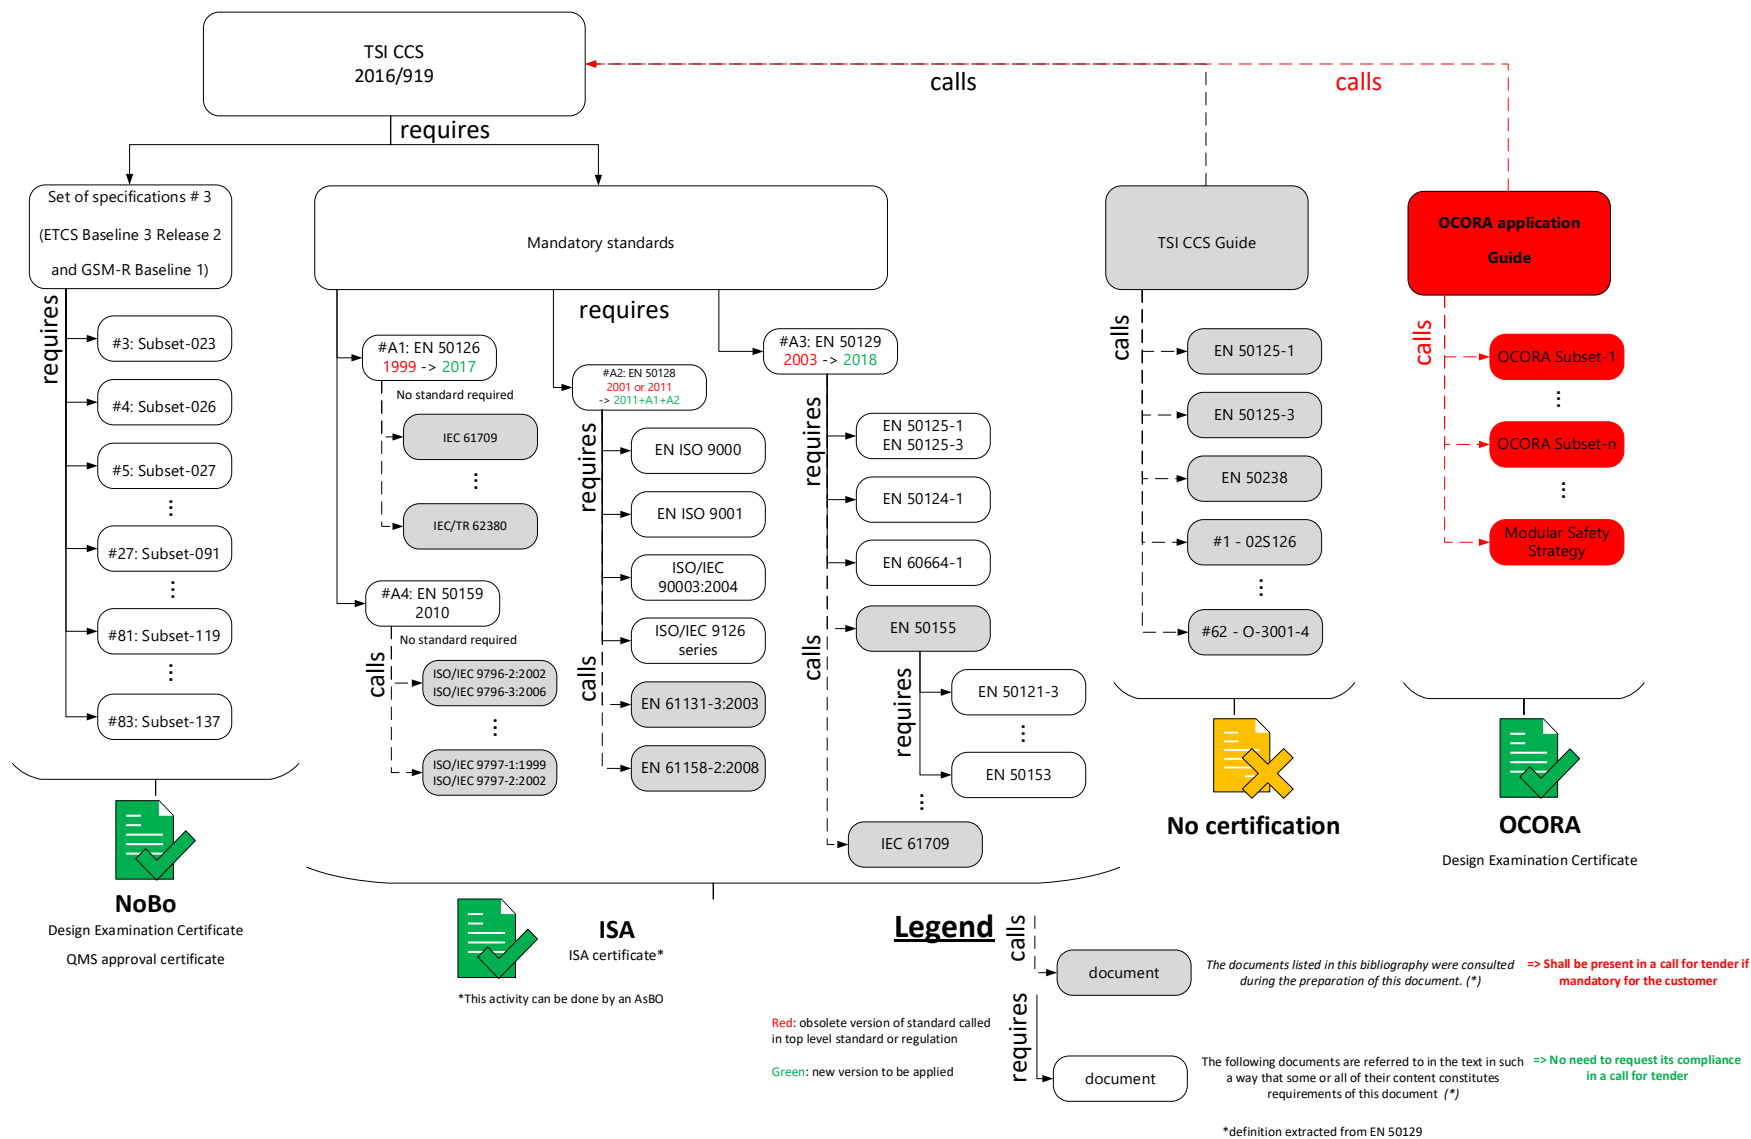 TSI CCS
2016/919
calls
calls
requires
Set of specifications # 3
(ETCS Baseline 3 Release 2
and GSM-R Baseline 1)
requires
#3: Subset-023
#4: Subset-026
#5: Subset-027
#27: Subset-091
#81: Subset-119
#83: Subset-137
NoBo
Design Examination Certificate
QMS approval certificate
Mandatory standards
requires
#A1: EN 50126
1999 -> 2017
No standard required
IEC 61709
IEC/TR 62380
#A4: EN 50159
2010
No standard required
calls
ISO/IEC 9796-2:2002
ISO/IEC 9796-3:2006
ISO/IEC 9797-1:1999
ISO/IEC 9797-2:2002
#A2: EN 50128
2001 or 2011
-> 2011+A1+A2
requires
EN ISO 9000
EN ISO 9001
ISO/IEC
90003:2004
ISO/IEC 9126
series
calls
EN 61131-3:2003
EN 61158-2:2008
#A3: EN 50129
2003 -> 2018
requires
EN 50125-1
EN 50125-3
EN 50124-1
EN 60664-1
calls
EN 50155
requires
EN 50121-3
EN 50153
IEC 61709
ISA
ISA certificate*
*This activity can be done by an AsBO
TSI CCS Guide
calls
EN 50125-1
EN 50125-3
EN 50238
#1 - 02S126
#62 - O-3001-4
No certification
OCORA application
Guide
calls
OCORA Subset-1
OCORA Subset-n
Modular Safety
Strategy
OCORA
Design Examination Certificate
Legend
calls
document
The documents listed in this bibliography were consulted
during the preparation of this document. (*)
=> Shall be present in a call for tender if
mandatory for the customer
Red: obsolete version of standard called
in top level standard or regulation
Green: new version to be applied
requires
document
The following documents are referred to in the text in such
a way that some or all of their content constitutes
requirements of this document (*)
=> No need to request its compliance
in a call for tender
*definition extracted from EN 50129